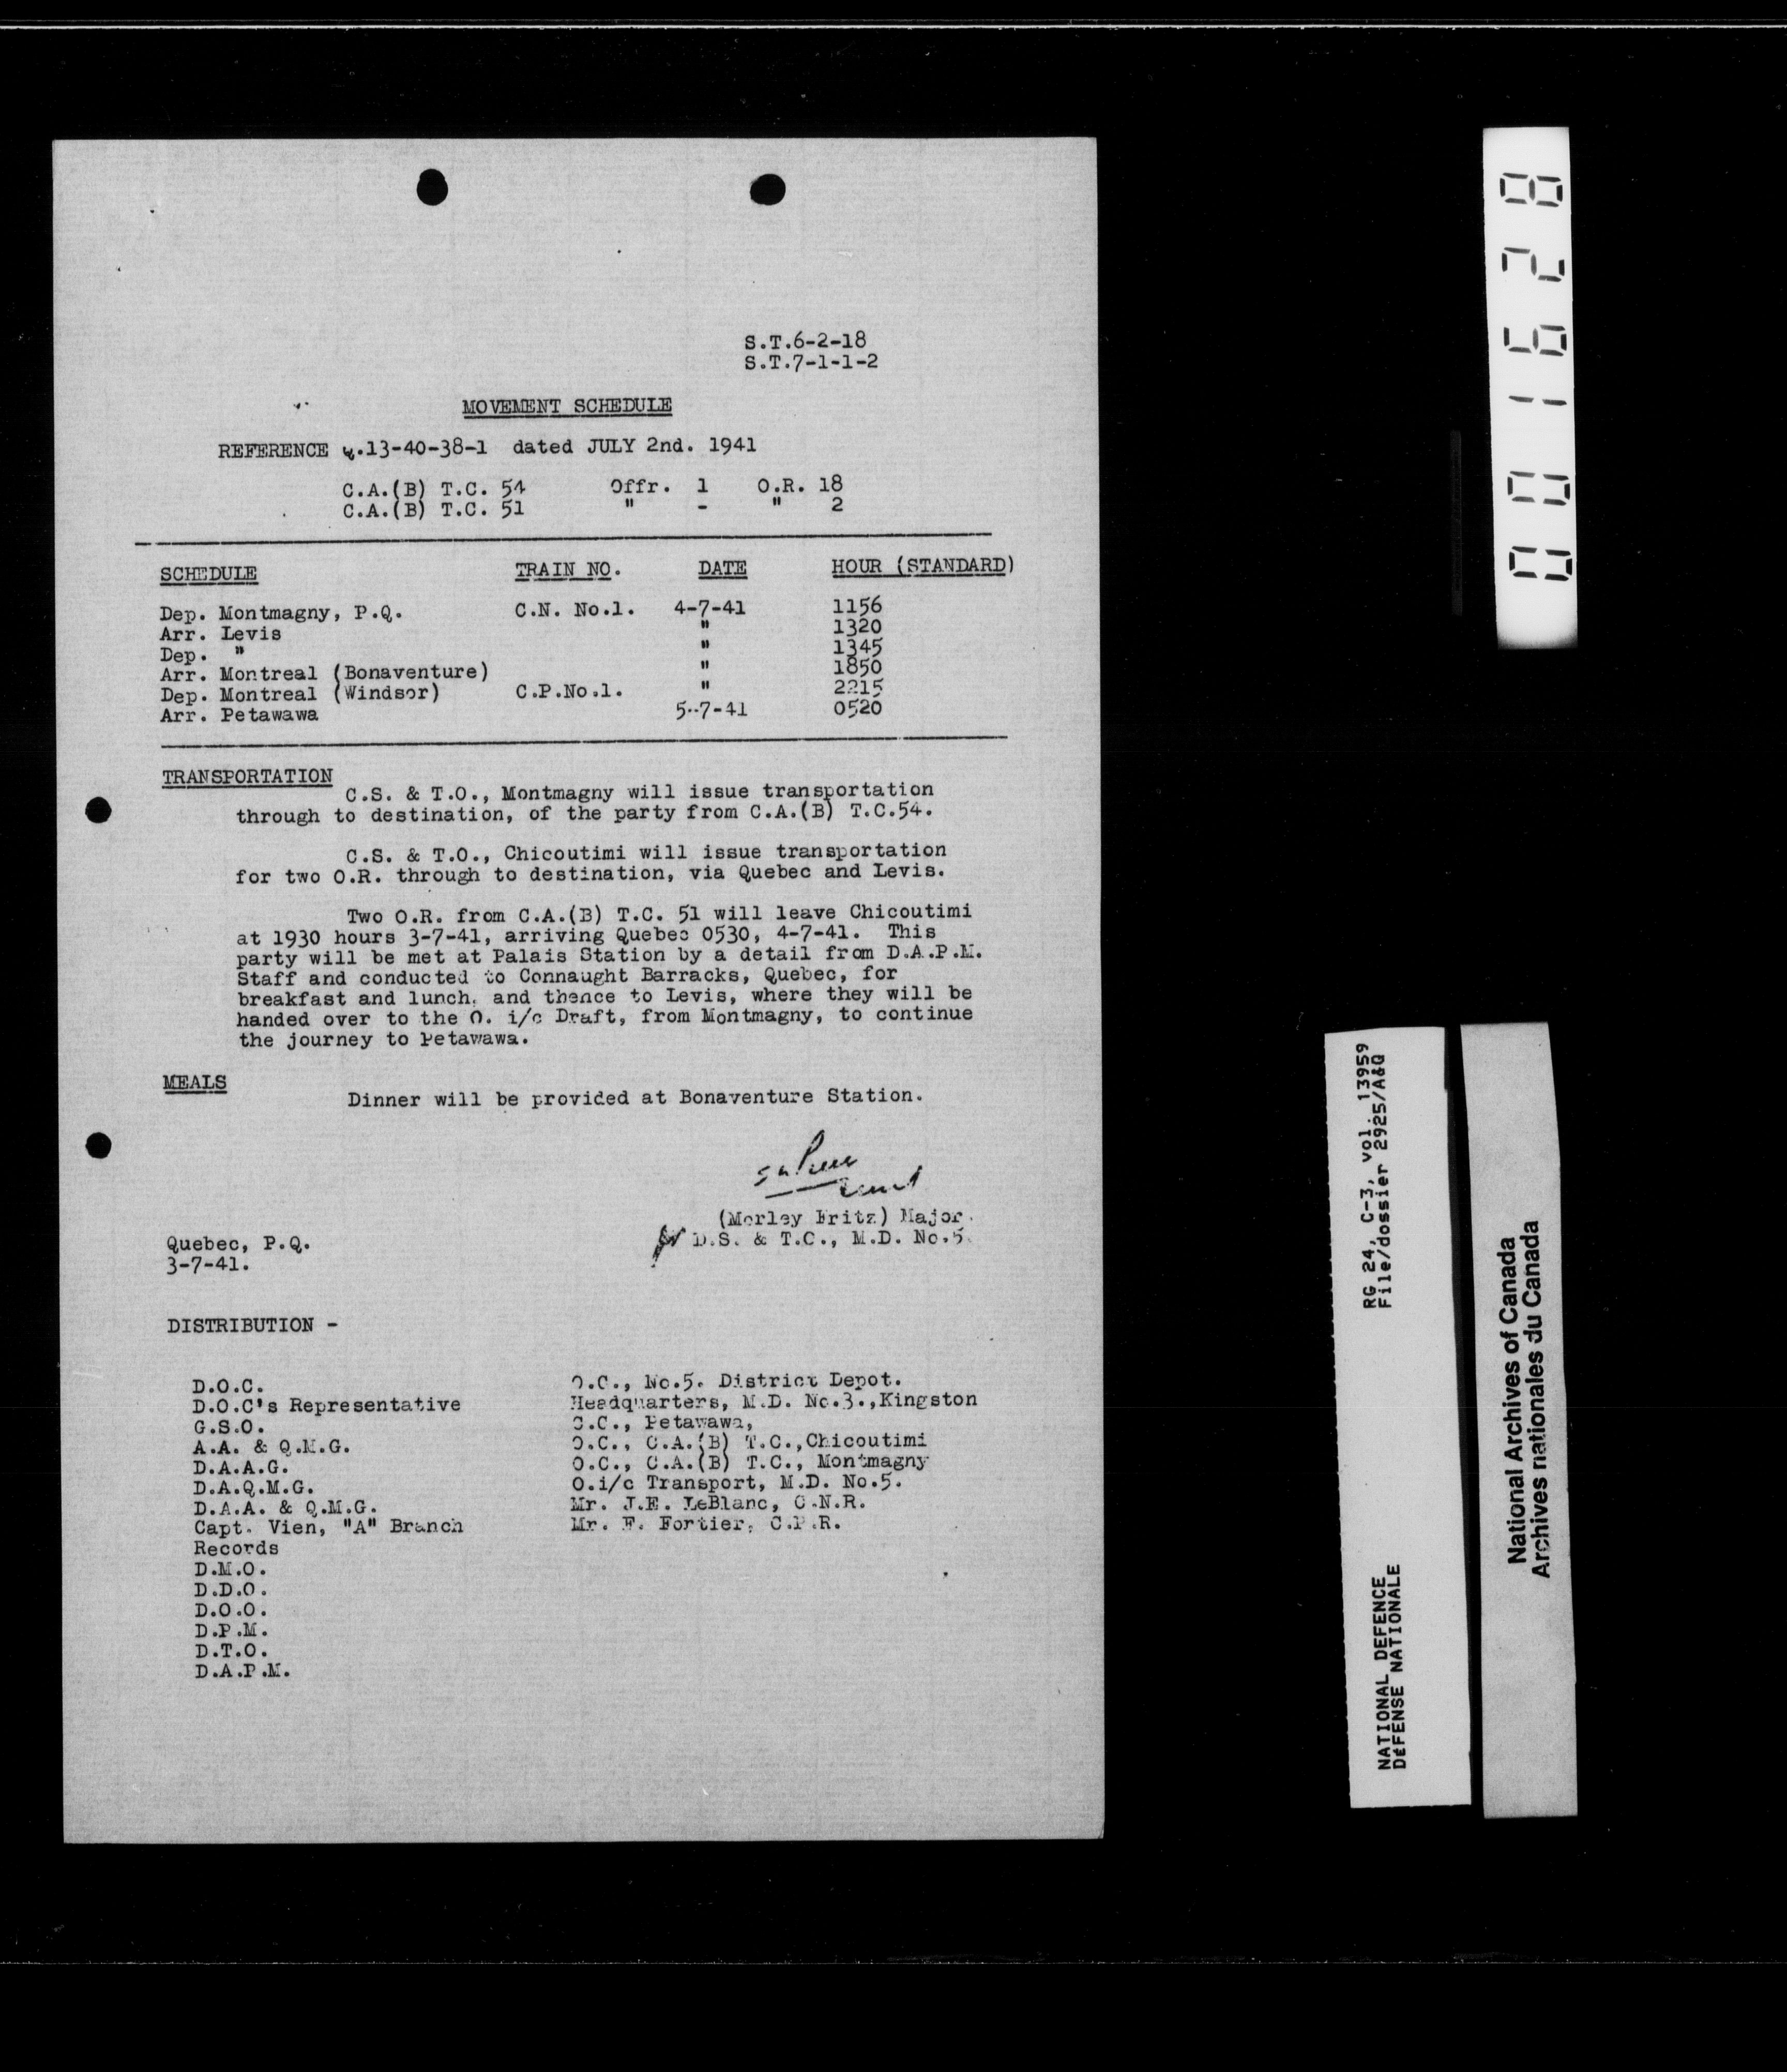 S.T.6-2-18
S.T.7-1-1-2
MOVEMENT SCHEDULE
REFERENCE Q.13-40-38-1 dated JULY 2nd. 1941
C.A.(B) T.C. 54 Offr. 1 O.R. 18
C.A.(B) T.C. 51 " - " 2
SCHEDULE TRAIN NO. DATE HOUR (STANDARD)
Dep. Montmagny, P.Q. C.N. No.1. 4-7-41 1156
Arr. Levis " 1320
Dep. " " 1345
Arr. Montreal (Bonaventure) " 1850
Dep. Montreal (Windsor) C.P.No.1. " 2215
Arr. Petawawa 5-7-41 0520
TRANSPORTATION
C.S. & T.O., Montmagny will issue transportation
through to destination, of the party from C.A.(B) T.C.54.
C.S. & T.O., Chicoutimi will issue transportation
for two O.R. through to destination, via Quebec and Levis.
Two O.R. from C.A.(B) T.C. 51 will leave Chicoutimi
at 1930 hours 3-7-41, arriving Quebec 0530, 4-7-41. This
party will be met at Palais Station by a detail from D.A.P.M.
Staff and conducted to Connaught Barracks, Quebec, for
breakfast and lunch, and thence to Levis, where they will be
handed over to the O. i/c Draft, from Montmagny, to continue
the journey to Petawawa.
MEALS
Dinner will be provided at Bonaventure Station.
(Morley Fritz) Major.
D.S. & T.O., M.D. No.5.
Quebec, P.Q.
3-7-41.
DISTRIBUTION -
D.O.C.
D.O.C's Representative
G.S.O.
A.A. & Q.M.G.
D.A.A.G.
D.A.Q.M.G.
D.A.A. & Q.M.G.
Capt. Vien, "A" Branch
Records
D.M.O.
D.D.O.
D.O.O.
D.P.M.
D.T.O.
D.A.P.M.
O.C., No.5. District Depot.
Headquarters, M.D. No.3.,Kingston
O.C., Petawawa,
O.C., C.A.(B) T.C.,Chicoutimi
O.C., C.A.(B) T.C., Montmagny
O.i/c Transport, M.D. No.5.
Mr. J.E. LeBlanc, C.N.R.
Mr. F. Fortier, C.P.R.
001628
RG 24, C-3, vol. 13959
File/dossier 2925/A&Q
NATIONAL DEFENCE
DÉFENSE NATIONALE
National Archives of Canada
Archives nationales du Canada